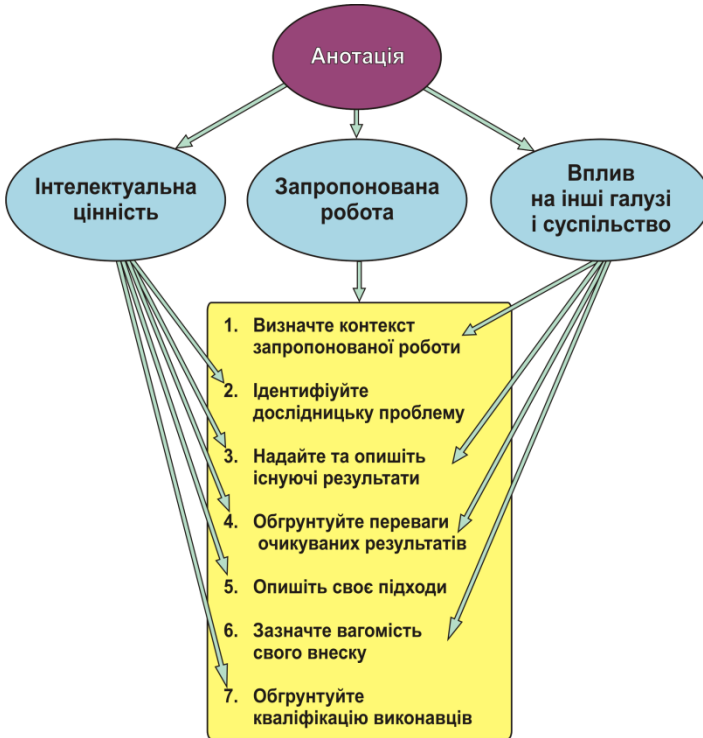 Анотація
Інтелектуальна
цінність
Запропонована
робота
Вплив
на інші галузі
і суспільство
1. Визначте контекст
запропонованої роботи
2. Ідентифіуйте
дослідницьку проблему
3. Надайте та опишіть
існуючі результати
4. Обгрунтуйте переваги
очикуваних результатів
5. Опишіть своє підходи
6. Зазначте вагомість
свого внеску
7. Обгрунтуйте
кваліфікацію виконавців